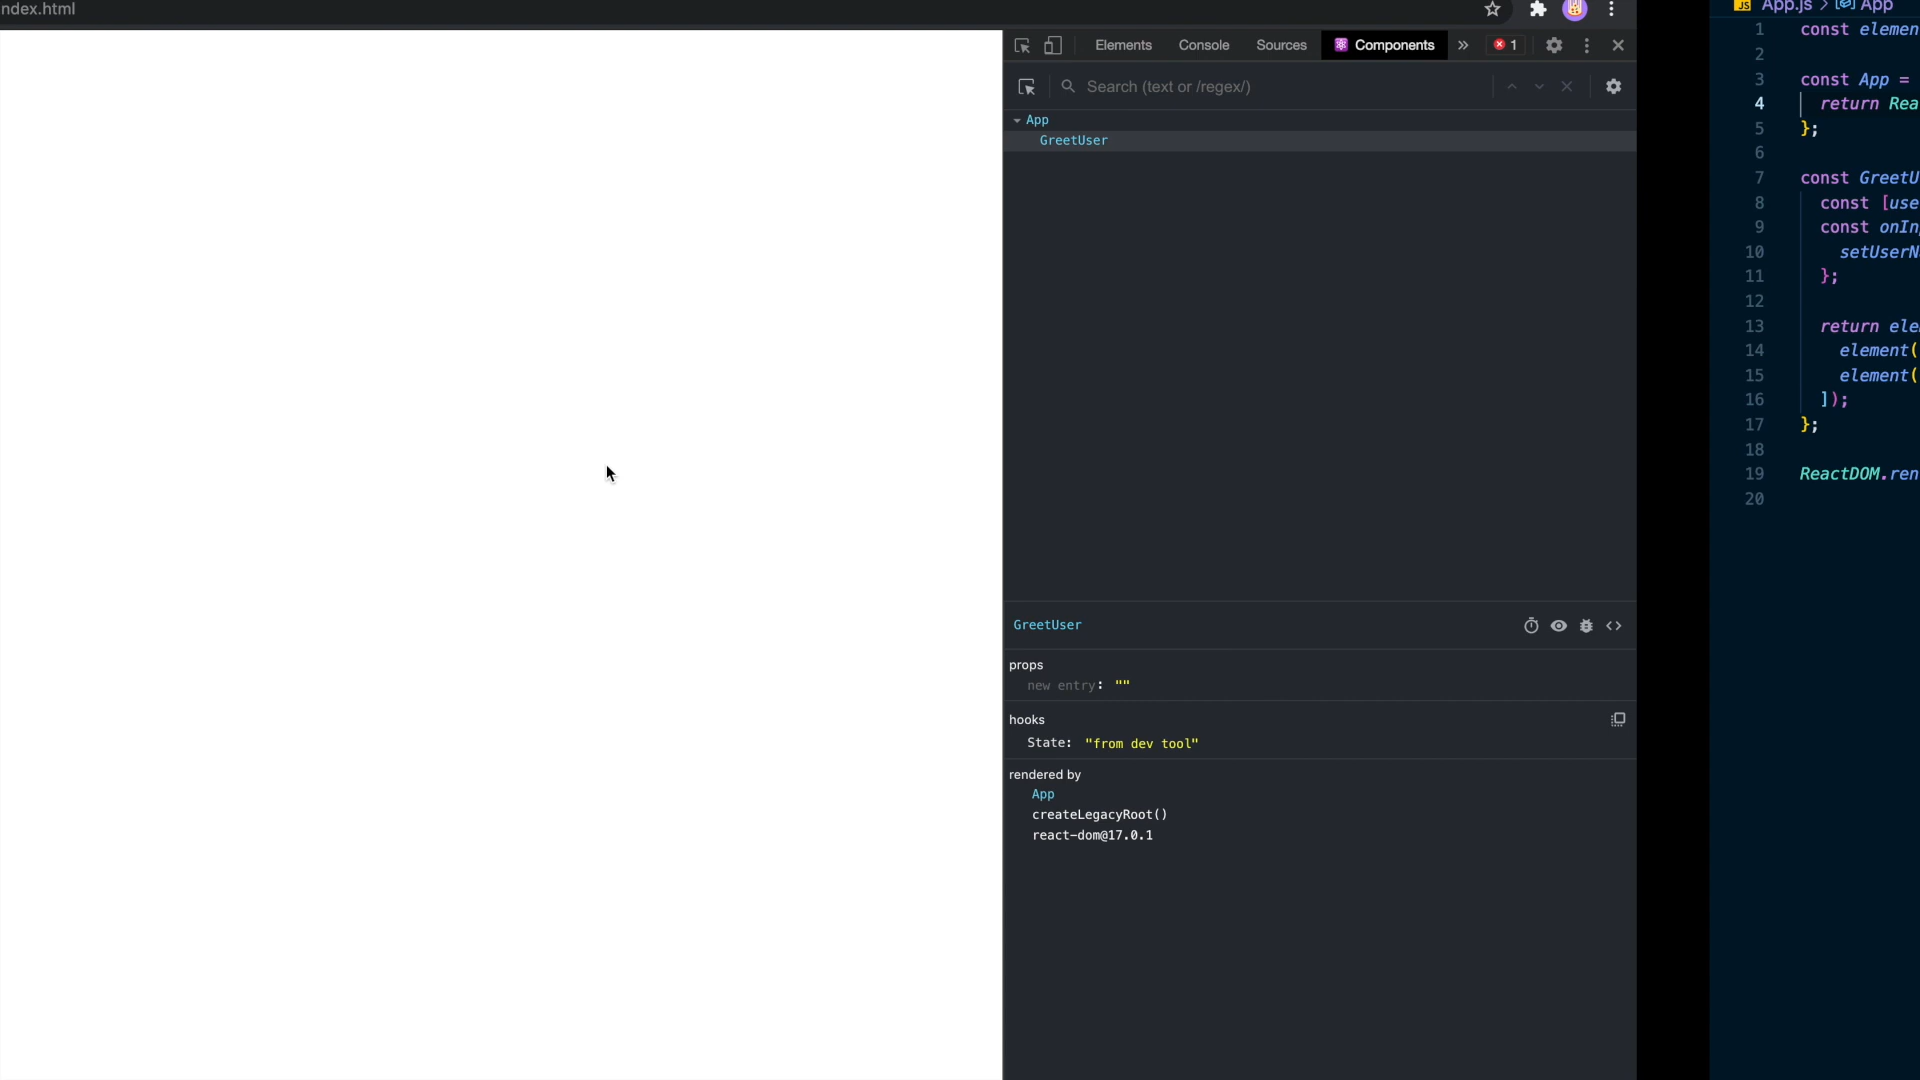 ndex.html
Elements Console Sources Components » 1
Search (text or /regex/)
App
GreetUser
GreetUser
props
new entry: ""
hooks
State: "from dev tool"
rendered by
App
createLegacyRoot()
react-dom@17.0.1
JS App.js > App
1 const elemen
2
3 const App =
4 return Rea
5 };
6
7 const GreetU
8 const [use
9 const onIn
10 setUserN
11 };
12
13 return ele
14 element(
15 element(
16 ]);
17 };
18
19 ReactDOM.ren
20